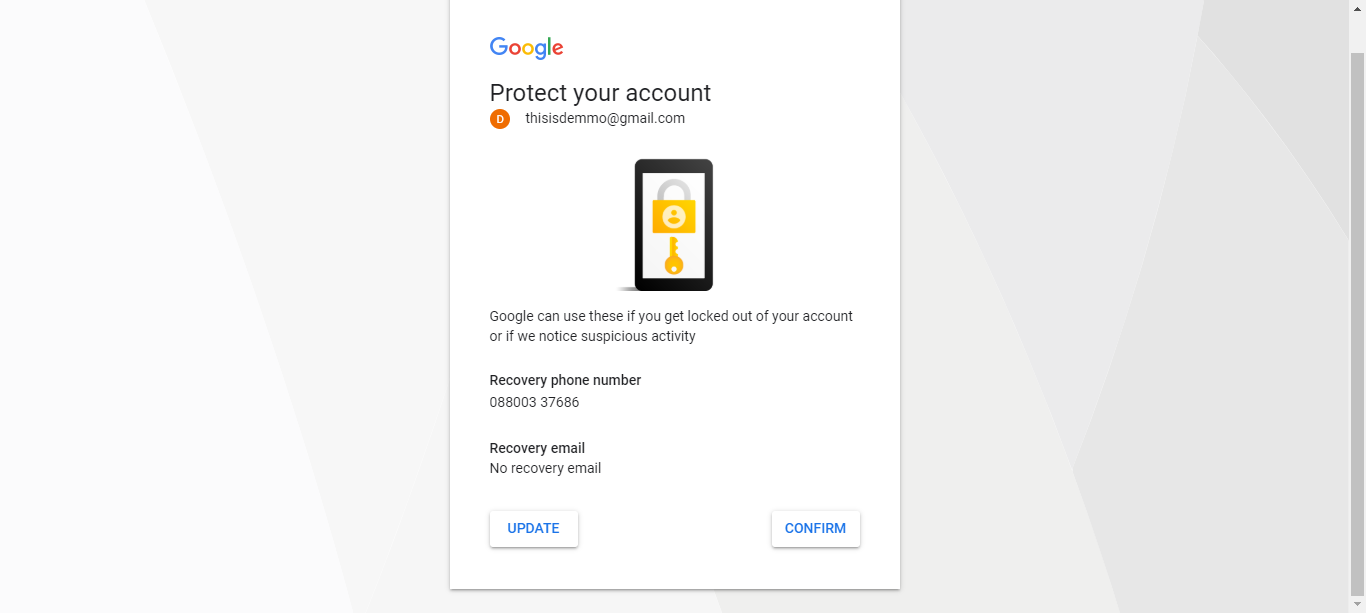 Google
Protect your account
D thisisdemmo@gmail.com
Google can use these if you get locked out of your account
or if we notice suspicious activity
Recovery phone number
088003 37686
Recovery email
No recovery email
UPDATE CONFIRM